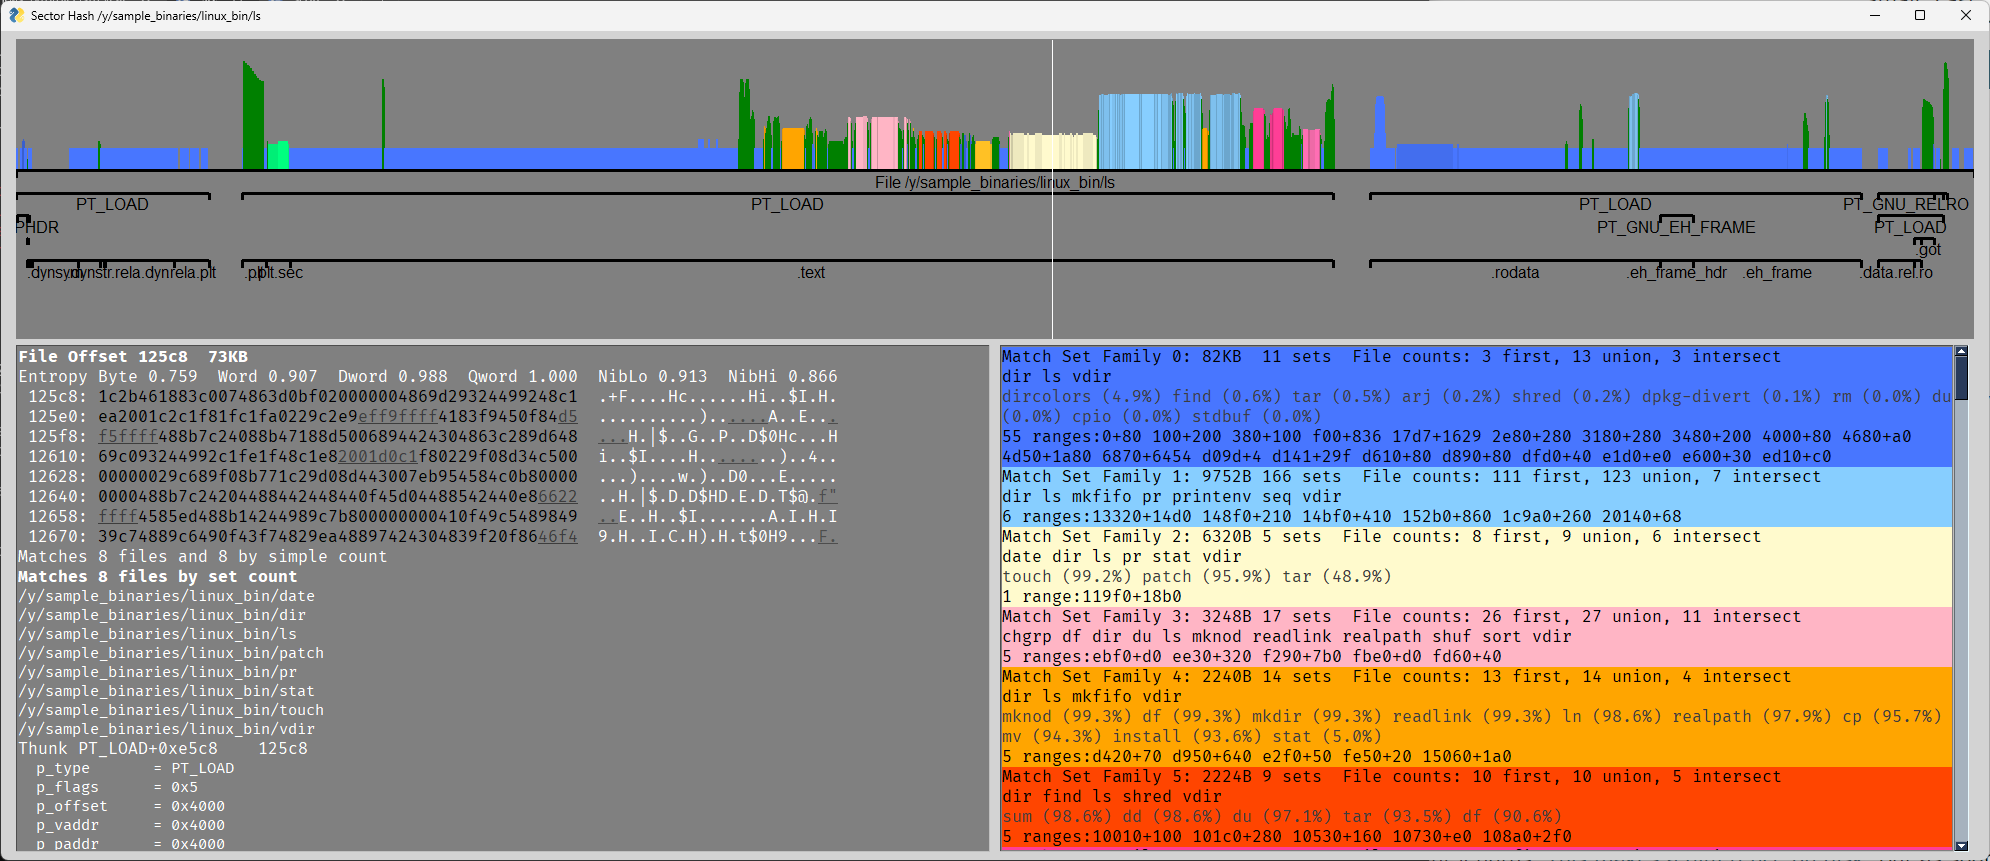 Sector Hash /y/sample_binaries/linux_bin/ls
File /y/sample_binaries/linux_bin/ls
PT_LOAD
PT_LOAD
PT_LOAD
PT_GNU_RELRO
PHDR
PT_GNU_EH_FRAME
PT_LOAD
.got
.dynsym
.dynstr
.rela.dyn
rela.plt
.plt
plt.sec
.text
.rodata
.eh_frame_hdr
.eh_frame
.data.rel.ro
File Offset 125c8  73KB
Entropy Byte 0.759  Word 0.907  Dword 0.988  Qword 1.000  NibLo 0.913  NibHi 0.866
125c8: 1c2b461863c0074863d0bf020000004869d29324499248c1  .+F....Hc......Hi..$I.H.
125e0: ea2001c2c1f81fc1fa0229c2e9eff9ffff4183f9450f84d5  ...........)......A..E...
125f8: f5ffff488b7c24088b47188d5006894424304863c289d648  ...H.|$..G..P..D$0Hc...H
12610: 69c093244992c1fe1f48c1e82001d0c1f80229f08d34c500  i..$I....H.......)..4..
12628: 00000029c689f08b771c29d08d443007eb954584c0b80000  ...)....w.)..D0...E.....
12640: 0000488b7c24204488442448440f45d04488542440e86622  ..H.|$.D.D$HD.E.D.T$@.f"
12658: ffff4585ed488b14244989c7b800000000410f49c5489849  ..E..H..$I.......A.I.H.I
12670: 39c74889c6490f43f74829ea48897424304839f20f8646f4  9.H..I.C.H).H.t$0H9...F.
Matches 8 files and 8 by simple count
Matches 8 files by set count
/y/sample_binaries/linux_bin/date
/y/sample_binaries/linux_bin/dir
/y/sample_binaries/linux_bin/ls
/y/sample_binaries/linux_bin/patch
/y/sample_binaries/linux_bin/pr
/y/sample_binaries/linux_bin/stat
/y/sample_binaries/linux_bin/touch
/y/sample_binaries/linux_bin/vdir
Thunk PT_LOAD+0xe5c8    125c8
p_type       = PT_LOAD
p_flags      = 0x5
p_offset     = 0x4000
p_vaddr      = 0x4000
p_paddr      = 0x4000
Match Set Family 0: 82KB  11 sets  File counts: 3 first, 13 union, 3 intersect
dir ls vdir
dircolors (4.9%) find (0.6%) tar (0.5%) arj (0.2%) shred (0.2%) dpkg-divert (0.1%) rm (0.0%) du
(0.0%) cpio (0.0%) stdbuf (0.0%)
55 ranges:0+80 100+200 380+100 f00+836 17d7+1629 2e80+280 3180+280 3480+200 4000+80 4680+a0
4d50+1a80 6870+6454 d09d+4 d141+29f d610+80 d890+80 dfd0+40 e1d0+e0 e600+30 ed10+c0
Match Set Family 1: 9752B 166 sets  File counts: 111 first, 123 union, 7 intersect
dir ls mkfifo pr printenv seq vdir
6 ranges:13320+14d0 148f0+210 14bf0+410 152b0+860 1c9a0+260 20140+68
Match Set Family 2: 6320B 5 sets  File counts: 8 first, 9 union, 6 intersect
date dir ls pr stat vdir
touch (99.2%) patch (95.9%) tar (48.9%)
1 range:119f0+18b0
Match Set Family 3: 3248B 17 sets  File counts: 26 first, 27 union, 11 intersect
chgrp df dir du ls mknod readlink realpath shuf sort vdir
5 ranges:ebf0+d0 ee30+320 f290+7b0 fbe0+d0 fd60+40
Match Set Family 4: 2240B 14 sets  File counts: 13 first, 14 union, 4 intersect
dir ls mkfifo vdir
mknod (99.3%) df (99.3%) mkdir (99.3%) readlink (99.3%) ln (98.6%) realpath (97.9%) cp (95.7%)
mv (94.3%) install (93.6%) stat (5.0%)
5 ranges:d420+70 d950+640 e2f0+50 fe50+20 15060+1a0
Match Set Family 5: 2224B 9 sets  File counts: 10 first, 10 union, 5 intersect
dir find ls shred vdir
sum (98.6%) dd (98.6%) du (97.1%) tar (93.5%) df (90.6%)
5 ranges:10010+100 101c0+280 10530+160 10730+e0 108a0+2f0